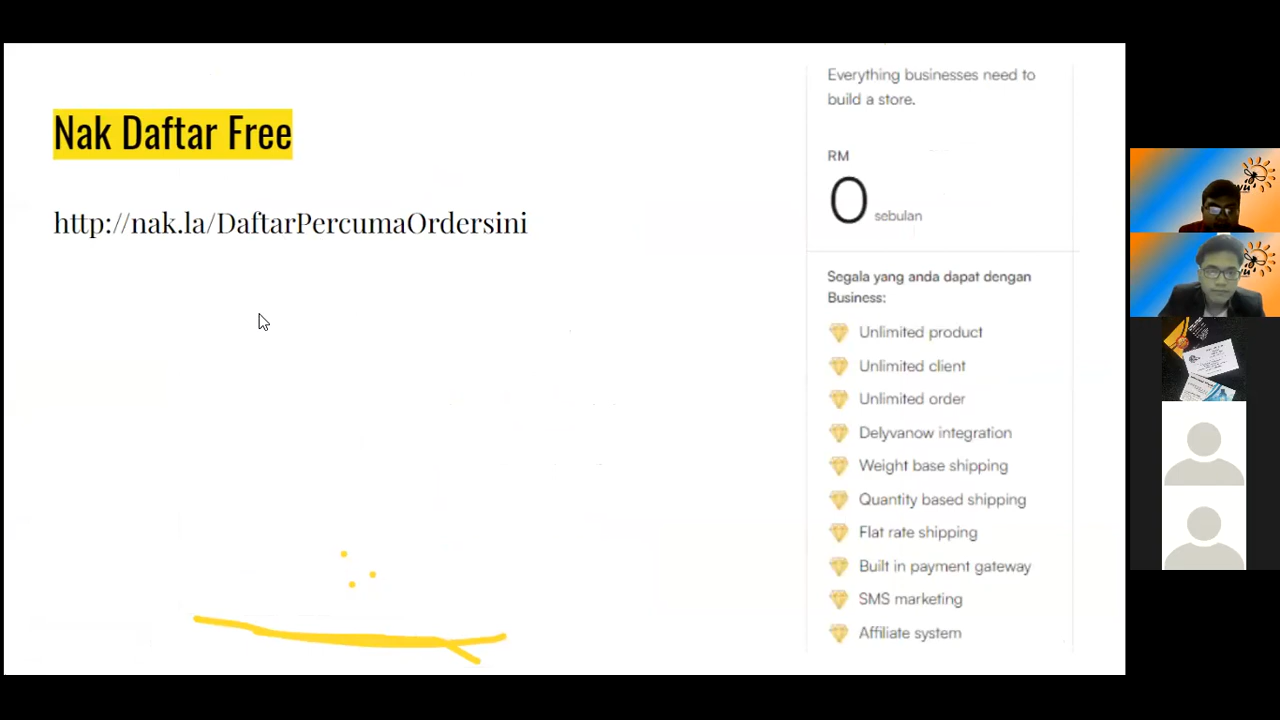 Nak Daftar Free
http://nak.la/DaftarPercumaOrdersini
Everything businesses need to
build a store.
RM
0 sebulan
Segala yang anda dapat dengan
Business:
Unlimited product
Unlimited client
Unlimited order
Delyvanow integration
Weight base shipping
Quantity based shipping
Flat rate shipping
Built in payment gateway
SMS marketing
Affiliate system